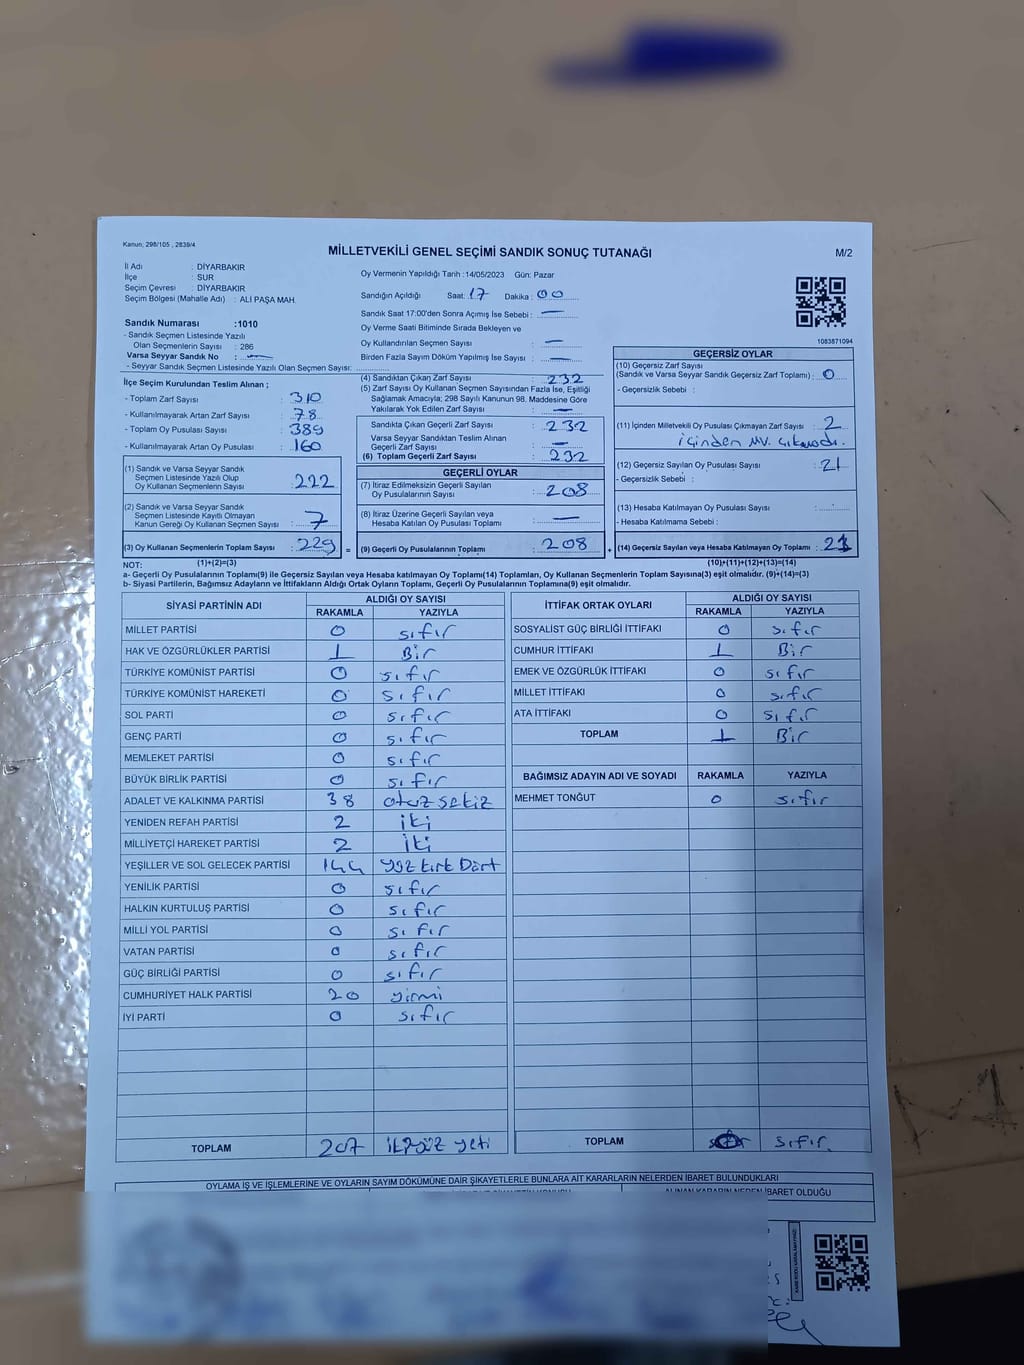 Kanun, 298/105 , 2839/4
MİLLETVEKİLİ GENEL SEÇİMİ SANDIK SONUÇ TUTANAĞI
M/2
İl Adı : DİYARBAKIR
İlçe : SUR
Seçim Çevresi : DİYARBAKIR
Seçim Bölgesi (Mahalle Adı) : ALİ PAŞA MAH.
Sandık Numarası :1010
- Sandık Seçmen Listesinde Yazılı
Olan Seçmenlerin Sayısı : 286
Varsa Seyyar Sandık No : —
- Seyyar Sandık Seçmen Listesinde Yazılı Olan Seçmen Sayısı:
Oy Vermenin Yapıldığı Tarih :14/05/2023 Gün: Pazar
Sandığın Açıldığı Saat: 17 Dakika : 00
Sandık Saat 17:00'den Sonra Açımış İse Sebebi : —
Oy Verme Saati Bitiminde Sırada Bekleyen ve
Oy Kullandırılan Seçmen Sayısı : —
Birden Fazla Sayım Döküm Yapılmış İse Sayısı : —
1083871094
İlçe Seçim Kurulundan Teslim Alınan ;
- Toplam Zarf Sayısı : 310
- Kullanılmayarak Artan Zarf Sayısı : 78
- Toplam Oy Pusulası Sayısı : 389
- Kullanılmayarak Artan Oy Pusulası : 160
(1) Sandık ve Varsa Seyyar Sandık
Seçmen Listesinde Yazılı Olup
Oy Kullanan Seçmenlerin Sayısı : 222
(2) Sandık ve Varsa Seyyar Sandık
Seçmen Listesinde Kayıtlı Olmayan
Kanun Gereği Oy Kullanan Seçmen Sayısı : 7
(3) Oy Kullanan Seçmenlerin Toplam Sayısı : 229 =
(4) Sandıktan Çıkan Zarf Sayısı : 232
(5) Zarf Sayısı Oy Kullanan Seçmen Sayısından Fazla İse, Eşitliği
Sağlamak Amacıyla; 298 Sayılı Kanunun 98. Maddesine Göre
Yakılarak Yok Edilen Zarf Sayısı : —
Sandıkta Çıkan Geçerli Zarf Sayısı : 232
Varsa Seyyar Sandıktan Teslim Alınan
Geçerli Zarf Sayısı : —
(6) Toplam Geçerli Zarf Sayısı : 232
GEÇERLİ OYLAR
(7) İtiraz Edilmeksizin Geçerli Sayılan
Oy Pusulalarının Sayısı : 208
(8) İtiraz Üzerine Geçerli Sayılan veya
Hesaba Katılan Oy Pusulası Toplamı : —
(9) Geçerli Oy Pusulalarının Toplamı : 208 +
GEÇERSİZ OYLAR
(10) Geçersiz Zarf Sayısı
(Sandık ve Varsa Seyyar Sandık Geçersiz Zarf Toplamı) : 0
- Geçersizlik Sebebi :
(11) İçinden Milletvekili Oy Pusulası Çıkmayan Zarf Sayısı : 2
içinden MV. çıkmadı.
(12) Geçersiz Sayılan Oy Pusulası Sayısı : 21
- Geçersizlik Sebebi :
(13) Hesaba Katılmayan Oy Pusulası Sayısı :
- Hesaba Katılmama Sebebi :
(14) Geçersiz Sayılan veya Hesaba Katılmayan Oy Toplamı : 21
NOT: (1)+(2)=(3) (10)+(11)+(12)+(13)=(14)
a- Geçerli Oy Pusulalarının Toplamı(9) ile Geçersiz Sayılan veya Hesaba katılmayan Oy Toplamı(14) Toplamları, Oy Kullanan Seçmenlerin Toplam Sayısına(3) eşit olmalıdır. (9)+(14)=(3)
b- Siyasi Partilerin, Bağımsız Adayların ve İttifakların Aldığı Ortak Oyların Toplamı, Geçerli Oy Pusulalarının Toplamına(9) eşit olmalıdır.
SİYASİ PARTİNİN ADI ALDIĞI OY SAYISI
RAKAMLA YAZIYLA
MİLLET PARTİSİ 0 sıfır
HAK VE ÖZGÜRLÜKLER PARTİSİ 1 Bir
TÜRKİYE KOMÜNİST PARTİSİ 0 sıfır
TÜRKİYE KOMÜNİST HAREKETİ 0 sıfır
SOL PARTİ 0 sıfır
GENÇ PARTİ 0 sıfır
MEMLEKET PARTİSİ 0 sıfır
BÜYÜK BİRLİK PARTİSİ 0 sıfır
ADALET VE KALKINMA PARTİSİ 38 otuz sekiz
YENİDEN REFAH PARTİSİ 2 iki
MİLLİYETÇİ HAREKET PARTİSİ 2 iki
YEŞİLLER VE SOL GELECEK PARTİSİ 144 yüz kırk Dört
YENİLİK PARTİSİ 0 sıfır
HALKIN KURTULUŞ PARTİSİ 0 sıfır
MİLLİ YOL PARTİSİ 0 sıfır
VATAN PARTİSİ 0 sıfır
GÜÇ BİRLİĞİ PARTİSİ 0 sıfır
CUMHURİYET HALK PARTİSİ 20 yirmi
İYİ PARTİ 0 sıfır
TOPLAM 207 ikiyüz yedi
İTTİFAK ORTAK OYLARI ALDIĞI OY SAYISI
RAKAMLA YAZIYLA
SOSYALİST GÜÇ BİRLİĞİ İTTİFAKI 0 sıfır
CUMHUR İTTİFAKI 1 Bir
EMEK VE ÖZGÜRLÜK İTTİFAKI 0 sıfır
MİLLET İTTİFAKI 0 sıfır
ATA İTTİFAKI 0 sıfır
TOPLAM 1 Bir
BAĞIMSIZ ADAYIN ADI VE SOYADI RAKAMLA YAZIYLA
MEHMET TONĞUT 0 sıfır
TOPLAM sıfır
OYLAMA İŞ VE İŞLEMLERİNE VE OYLARIN SAYIM DÖKÜMÜNE DAİR ŞİKAYETLERLE BUNLARA AİT KARARLARIN NELERDEN İBARET BULUNDUKLARI
ALINAN KARARIN NEDEN İBARET OLDUĞU